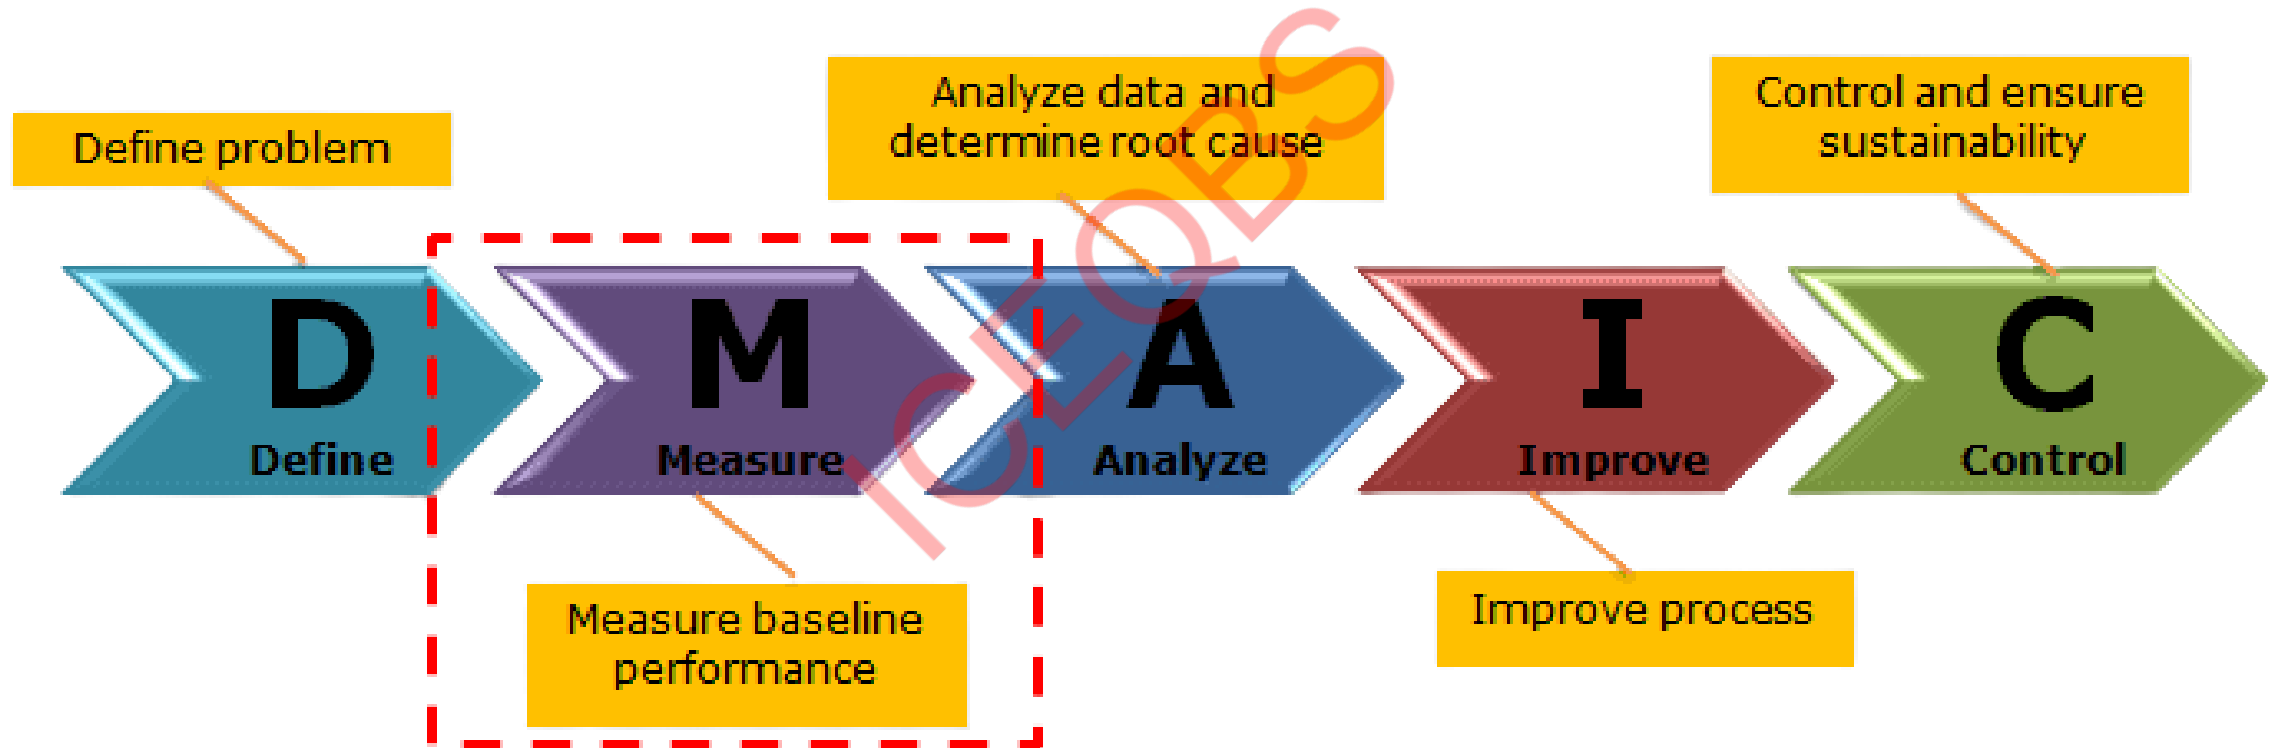 Define problem
Analyze data and
determine root cause
Control and ensure
sustainability
D
Define
M
Measure
A
Analyze
I
Improve
C
Control
Measure baseline
performance
Improve process
ICEQBS